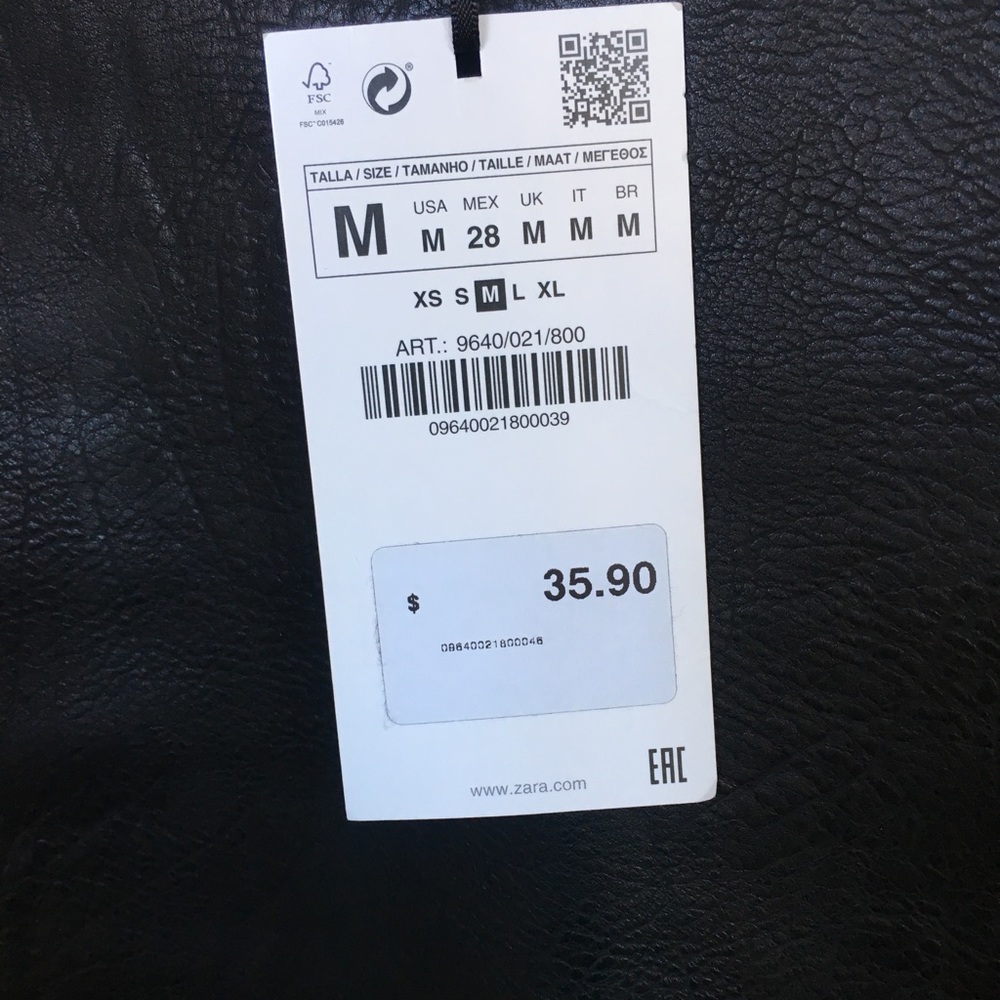 FSC
MIX
FSC™ C015426
®
TALLA / SIZE / TAMANHO / TAILLE / MAAT / ΜΕΓΕΘΟΣ
M
USA MEX UK IT BR
M 28 M M M
XS S M L XL
ART.: 9640/021/800
09640021800039
$ 35.90
09640021800046
www.zara.com
EAC